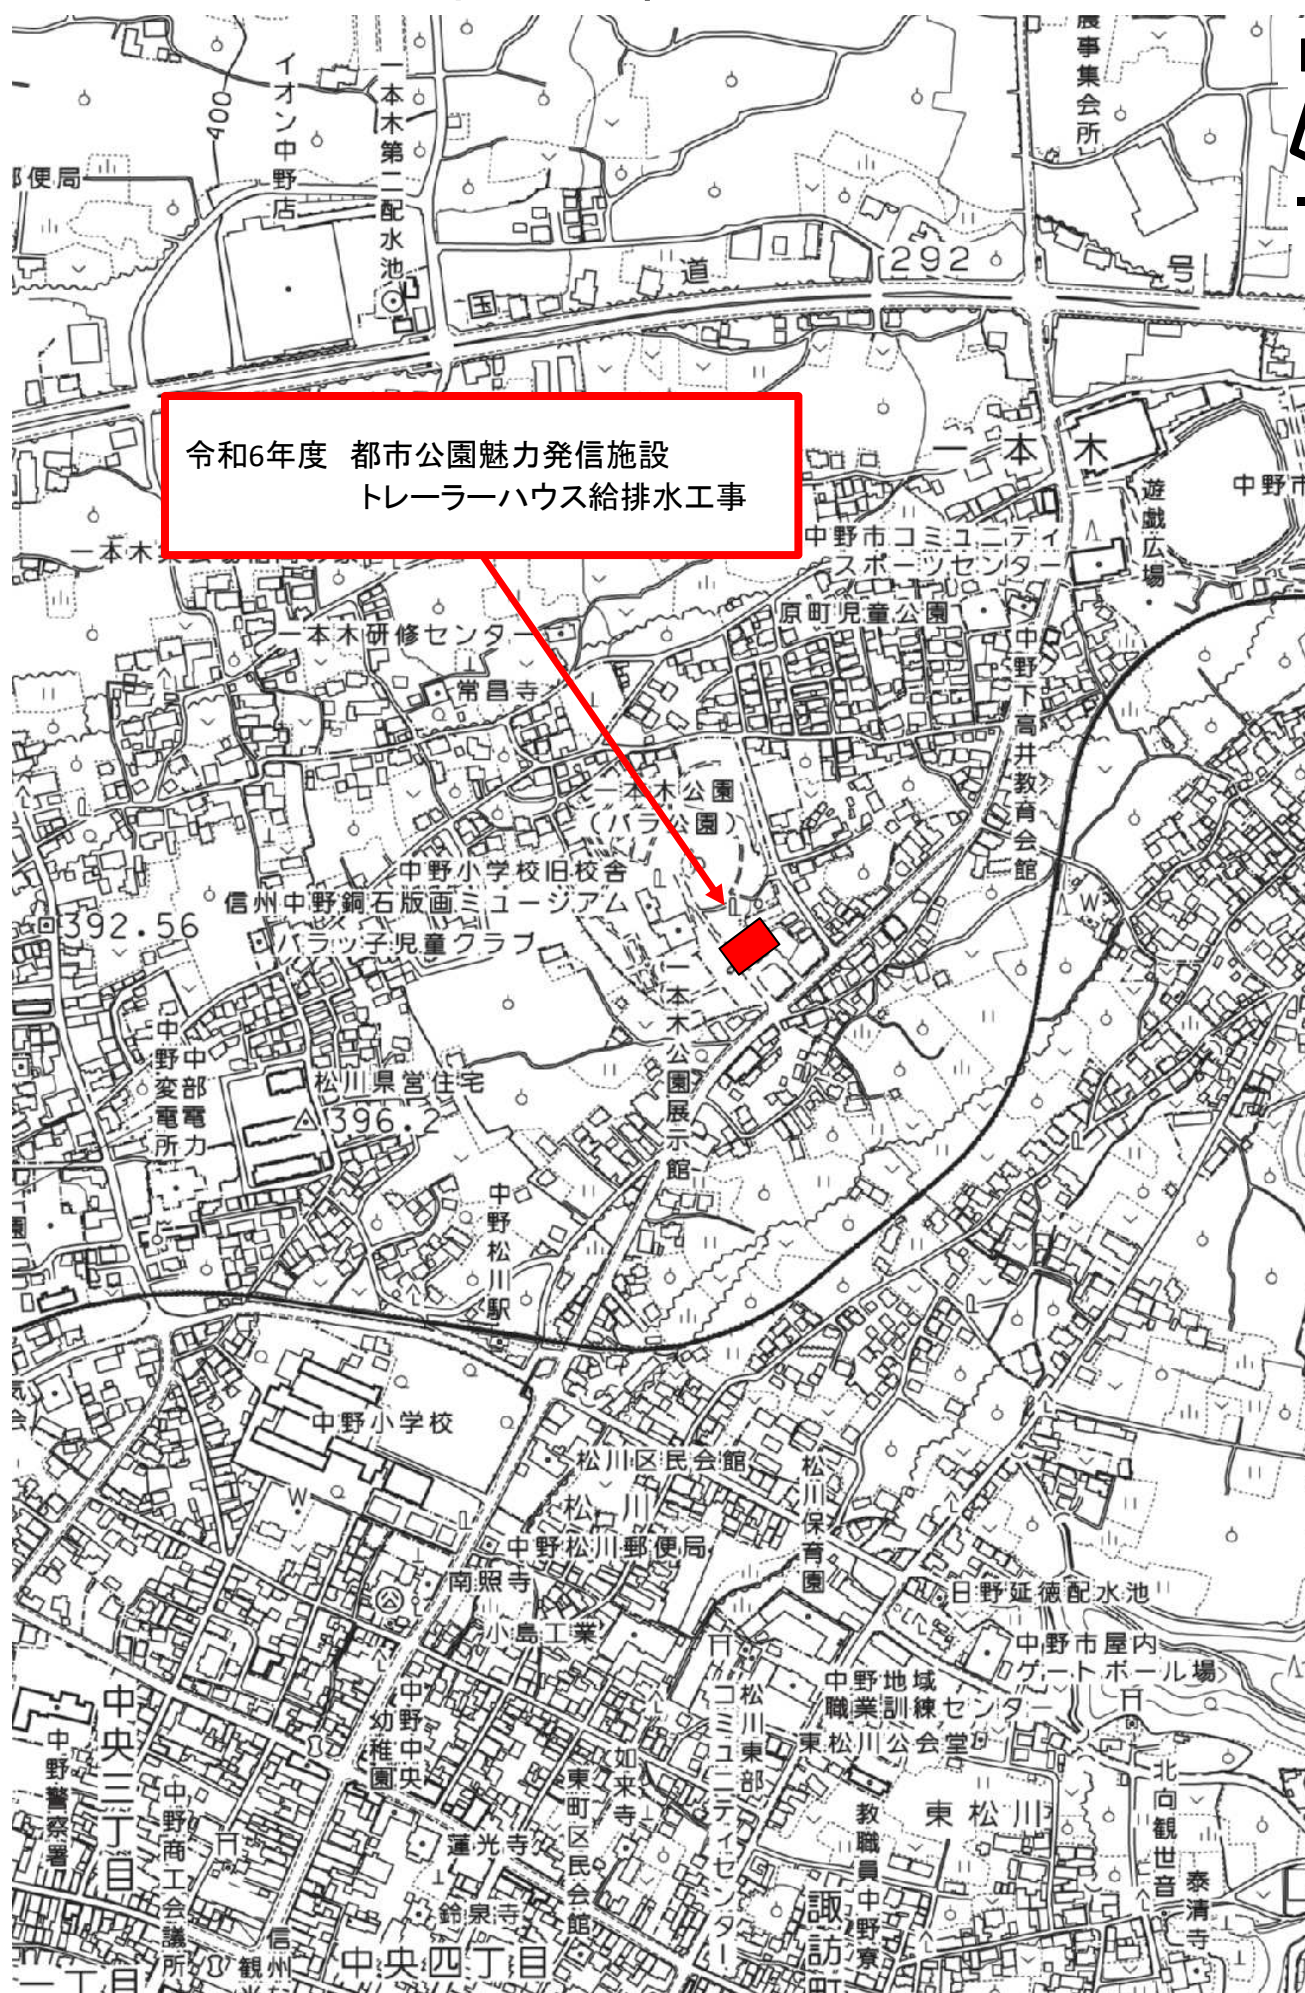 農事集会所
イオン中野店
一本木第二配水池
400
便局
国
道
292
号
令和6年度　都市公園魅力発信施設
トレーラーハウス給排水工事
一本木
遊戯広場
中野市
中野市コミュニティ
スポーツセンター
原町児童公園
一本木研修センター
常昌寺
中野下高井教育会館
一本木公園
(バラ公園)
中野小学校旧校舎
信州中野銅石版画ミュージアム
392.56
バラッ子児童クラブ
一本木公園展示館
中部電力
中野変電所
松川県営住宅
396.2
中野松川駅
園
中野小学校
松川区民会館
松川
松川保育園
中野松川郵便局
南照寺
日野延徳配水池
小島工業
中野市屋内
ゲートボール場
中野地域
職業訓練センター
東松川公会堂
松川東部
コミュニティセンター
中央三丁目
中野警察署
中野商工会議所
中野中央
幼稚園
如来寺
東町区民会館
蓮光寺
鈴泉寺
東松川
教職員中野寮
北向観世音
泰清寺
諏訪町
中央四丁目
信州
観光
一丁目